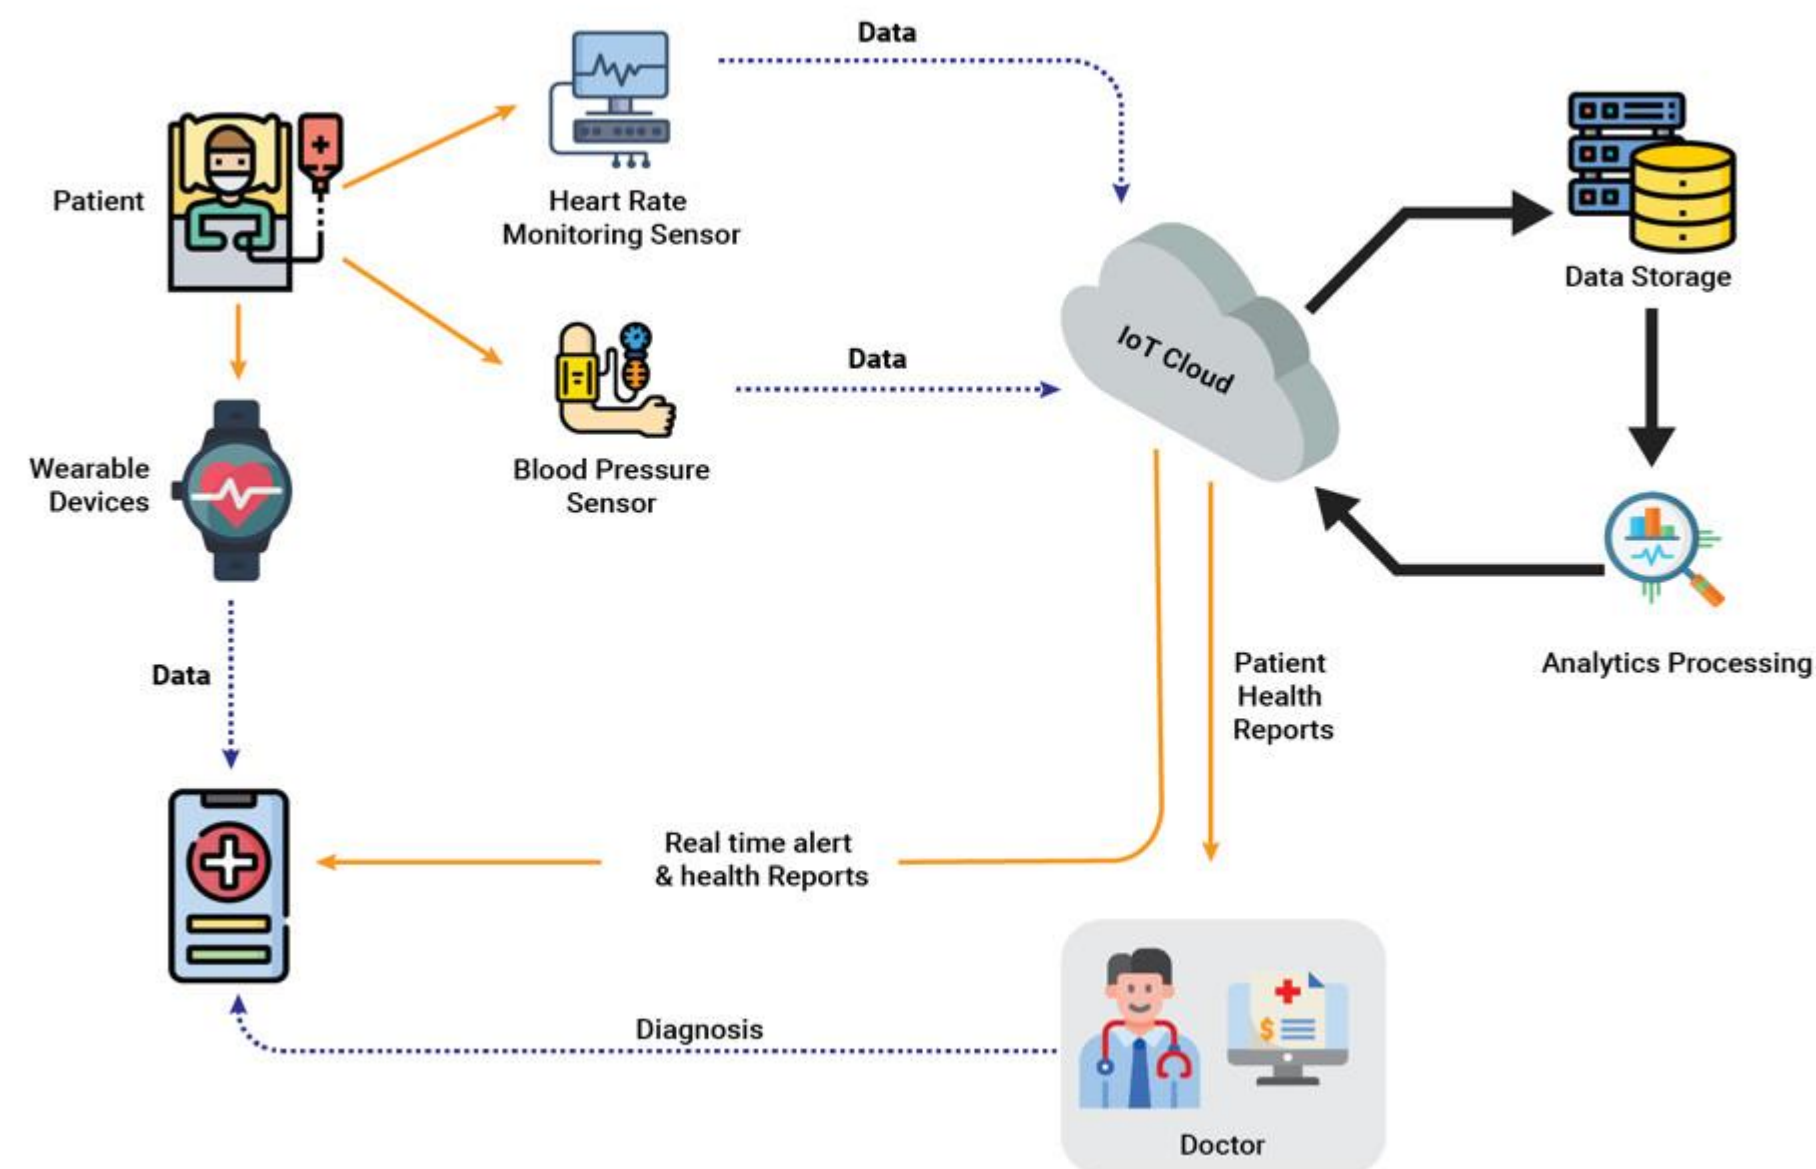 Data
Patient
Heart Rate
Monitoring Sensor
Data Storage
IoT Cloud
Data
Wearable
Devices
Blood Pressure
Sensor
Data
Patient
Health
Reports
Analytics Processing
Real time alert
& health Reports
Diagnosis
$
Doctor